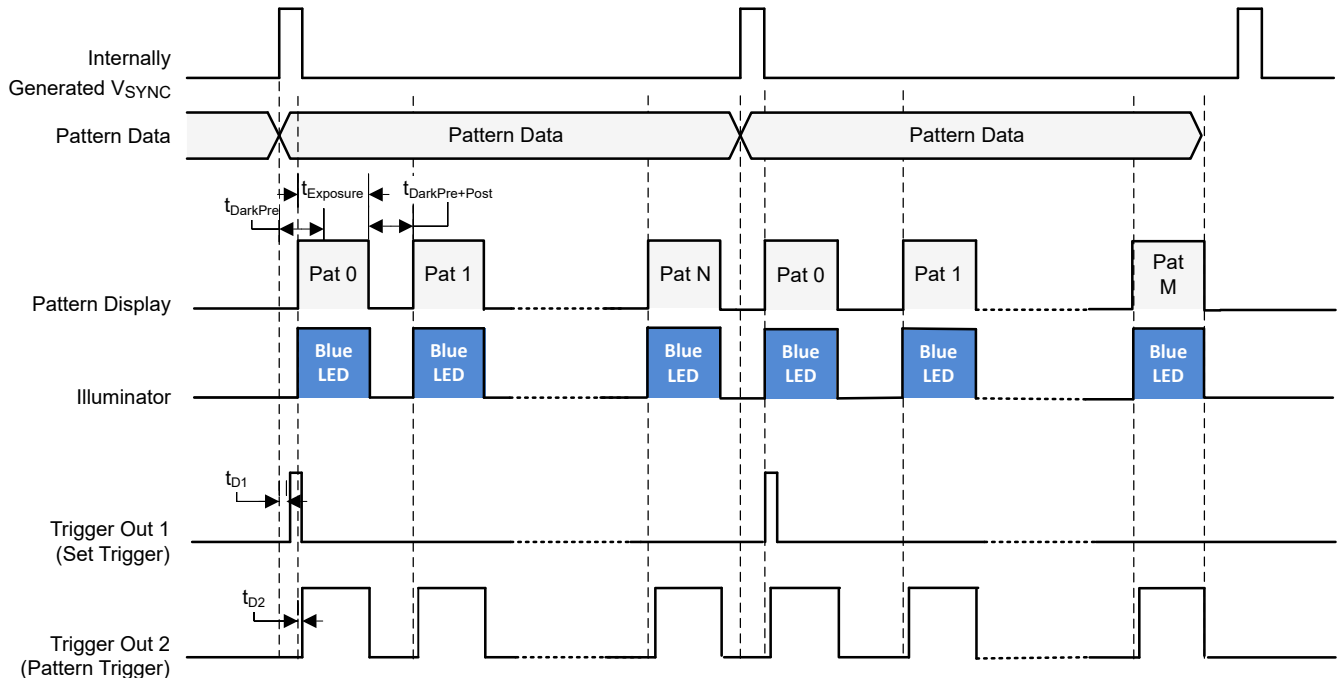 Internally
Generated VSYNC
Pattern Data
Pattern Data
Pattern Data
tExposure
tDarkPre+Post
tDarkPre
Pat 0
Pat 1
Pat N
Pat 0
Pat 1
Pat
M
Pattern Display
Blue
LED
Blue
LED
Blue
LED
Blue
LED
Blue
LED
Blue
LED
Illuminator
tD1
Trigger Out 1
(Set Trigger)
tD2
Trigger Out 2
(Pattern Trigger)